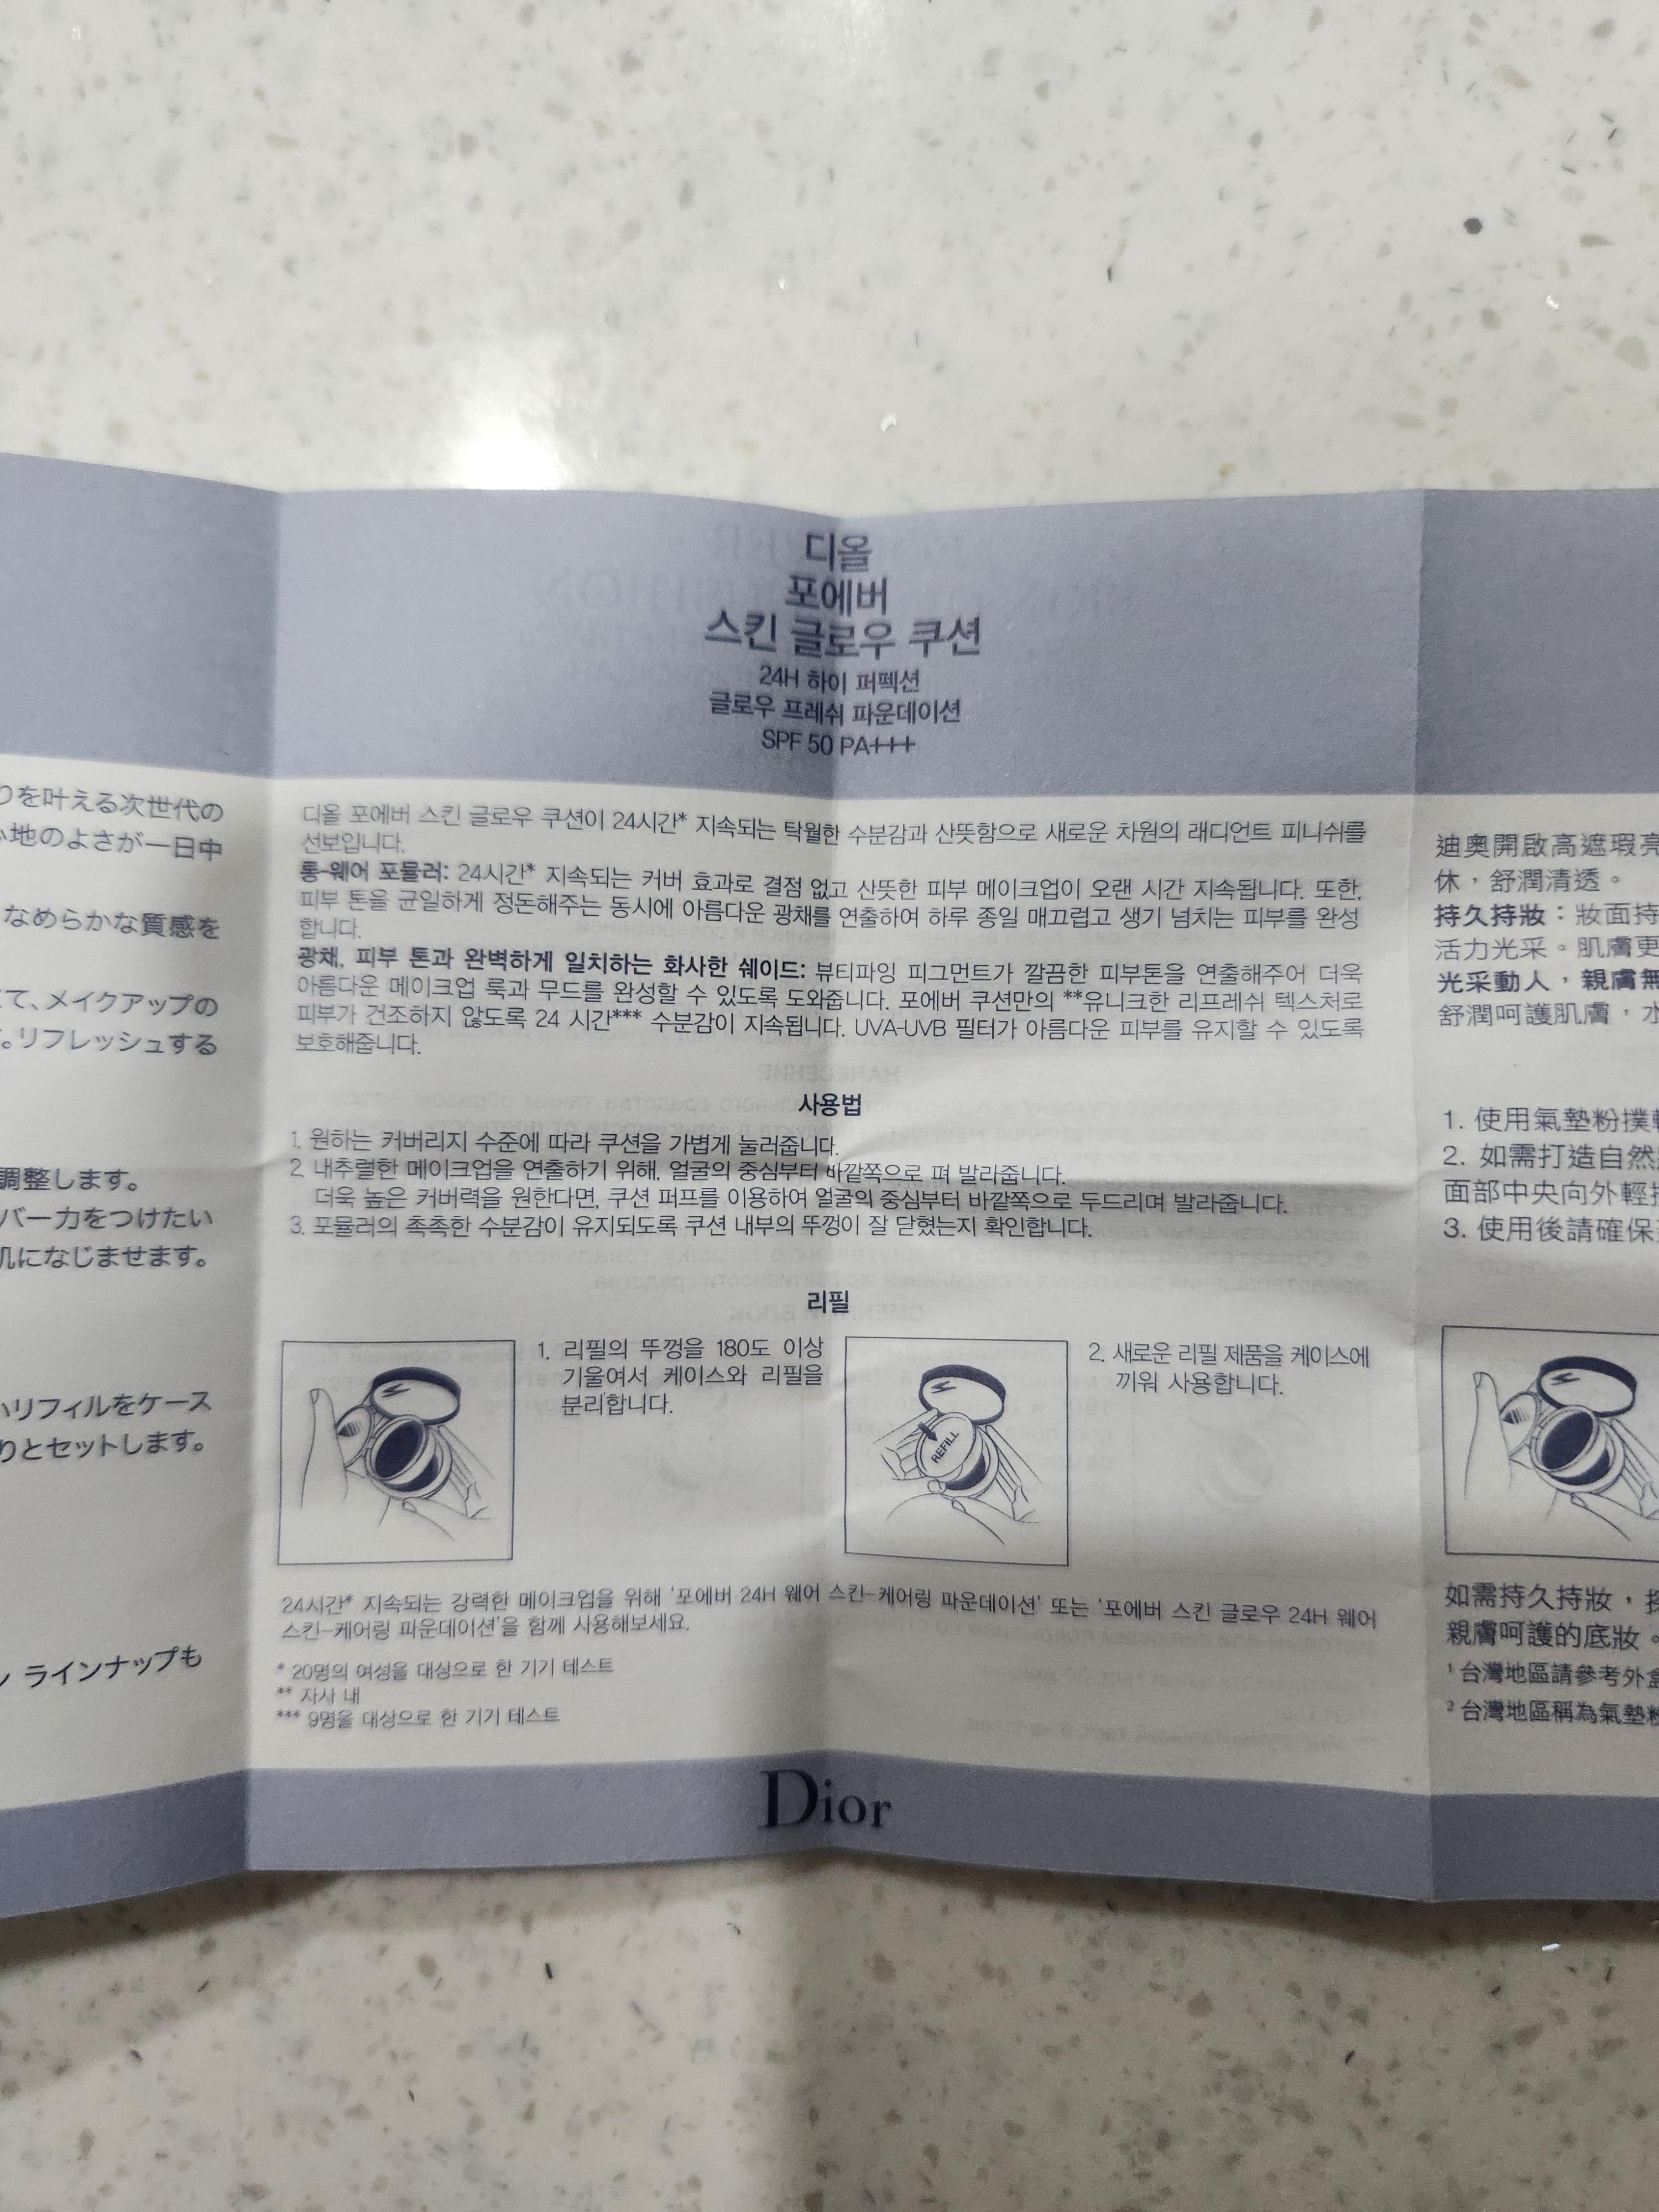 디올
포에버
스킨 글로우 쿠션
24H 하이 퍼펙션
글로우 프레쉬 파운데이션
SPF 50 PA+++
디올 포에버 스킨 글로우 쿠션이 24시간* 지속되는 탁월한 수분감과 산뜻함으로 새로운 차원의 래디언트 피니쉬를
선보입니다.
롱-웨어 포뮬러: 24시간* 지속되는 커버 효과로 결점 없고 산뜻한 피부 메이크업이 오랜 시간 지속됩니다. 또한,
피부 톤을 균일하게 정돈해주는 동시에 아름다운 광채를 연출하여 하루 종일 매끄럽고 생기 넘치는 피부를 완성
합니다.
광채, 피부 톤과 완벽하게 일치하는 화사한 쉐이드: 뷰티파잉 피그먼트가 깔끔한 피부톤을 연출해주어 더욱
아름다운 메이크업 룩과 무드를 완성할 수 있도록 도와줍니다. 포에버 쿠션만의 **유니크한 리프레쉬 텍스처로
피부가 건조하지 않도록 24 시간*** 수분감이 지속됩니다. UVA-UVB 필터가 아름다운 피부를 유지할 수 있도록
보호해줍니다.
사용법
1. 원하는 커버리지 수준에 따라 쿠션을 가볍게 눌러줍니다.
2. 내추럴한 메이크업을 연출하기 위해, 얼굴의 중심부터 바깥쪽으로 펴 발라줍니다.
더욱 높은 커버력을 원한다면, 쿠션 퍼프를 이용하여 얼굴의 중심부터 바깥쪽으로 두드리며 발라줍니다.
3. 포뮬러의 촉촉한 수분감이 유지되도록 쿠션 내부의 뚜껑이 잘 닫혔는지 확인합니다.
리필
1. 리필의 뚜껑을 180도 이상
기울여서 케이스와 리필을
분리합니다.
REFILL
2. 새로운 리필 제품을 케이스에
끼워 사용합니다.
24시간* 지속되는 강력한 메이크업을 위해 '포에버 24H 웨어 스킨-케어링 파운데이션' 또는 '포에버 스킨 글로우 24H 웨어
스킨-케어링 파운데이션'을 함께 사용해보세요.
* 20명의 여성을 대상으로 한 기기 테스트
** 자사 내
*** 9명을 대상으로 한 기기 테스트
Dior
りを叶える次世代の
地のよさが一日中
なめらかな質感を
て、メイクアップの
。リフレッシュする
調整します。
バー力をつけたい
肌になじませます。
リフィルをケース
りとセットします。
ラインナップも
迪奧開啟高遮瑕亮
休，舒潤清透。
持久持妝：妝面持
活力光采。肌膚更
光采動人，親膚無
舒潤呵護肌膚，水
1. 使用氣墊粉撲輕
2. 如需打造自然
面部中央向外輕
3. 使用後請確保
如需持久持妝，
親膚呵護的底妝。
¹ 台灣地區請參考外盒
² 台灣地區稱為氣墊粉